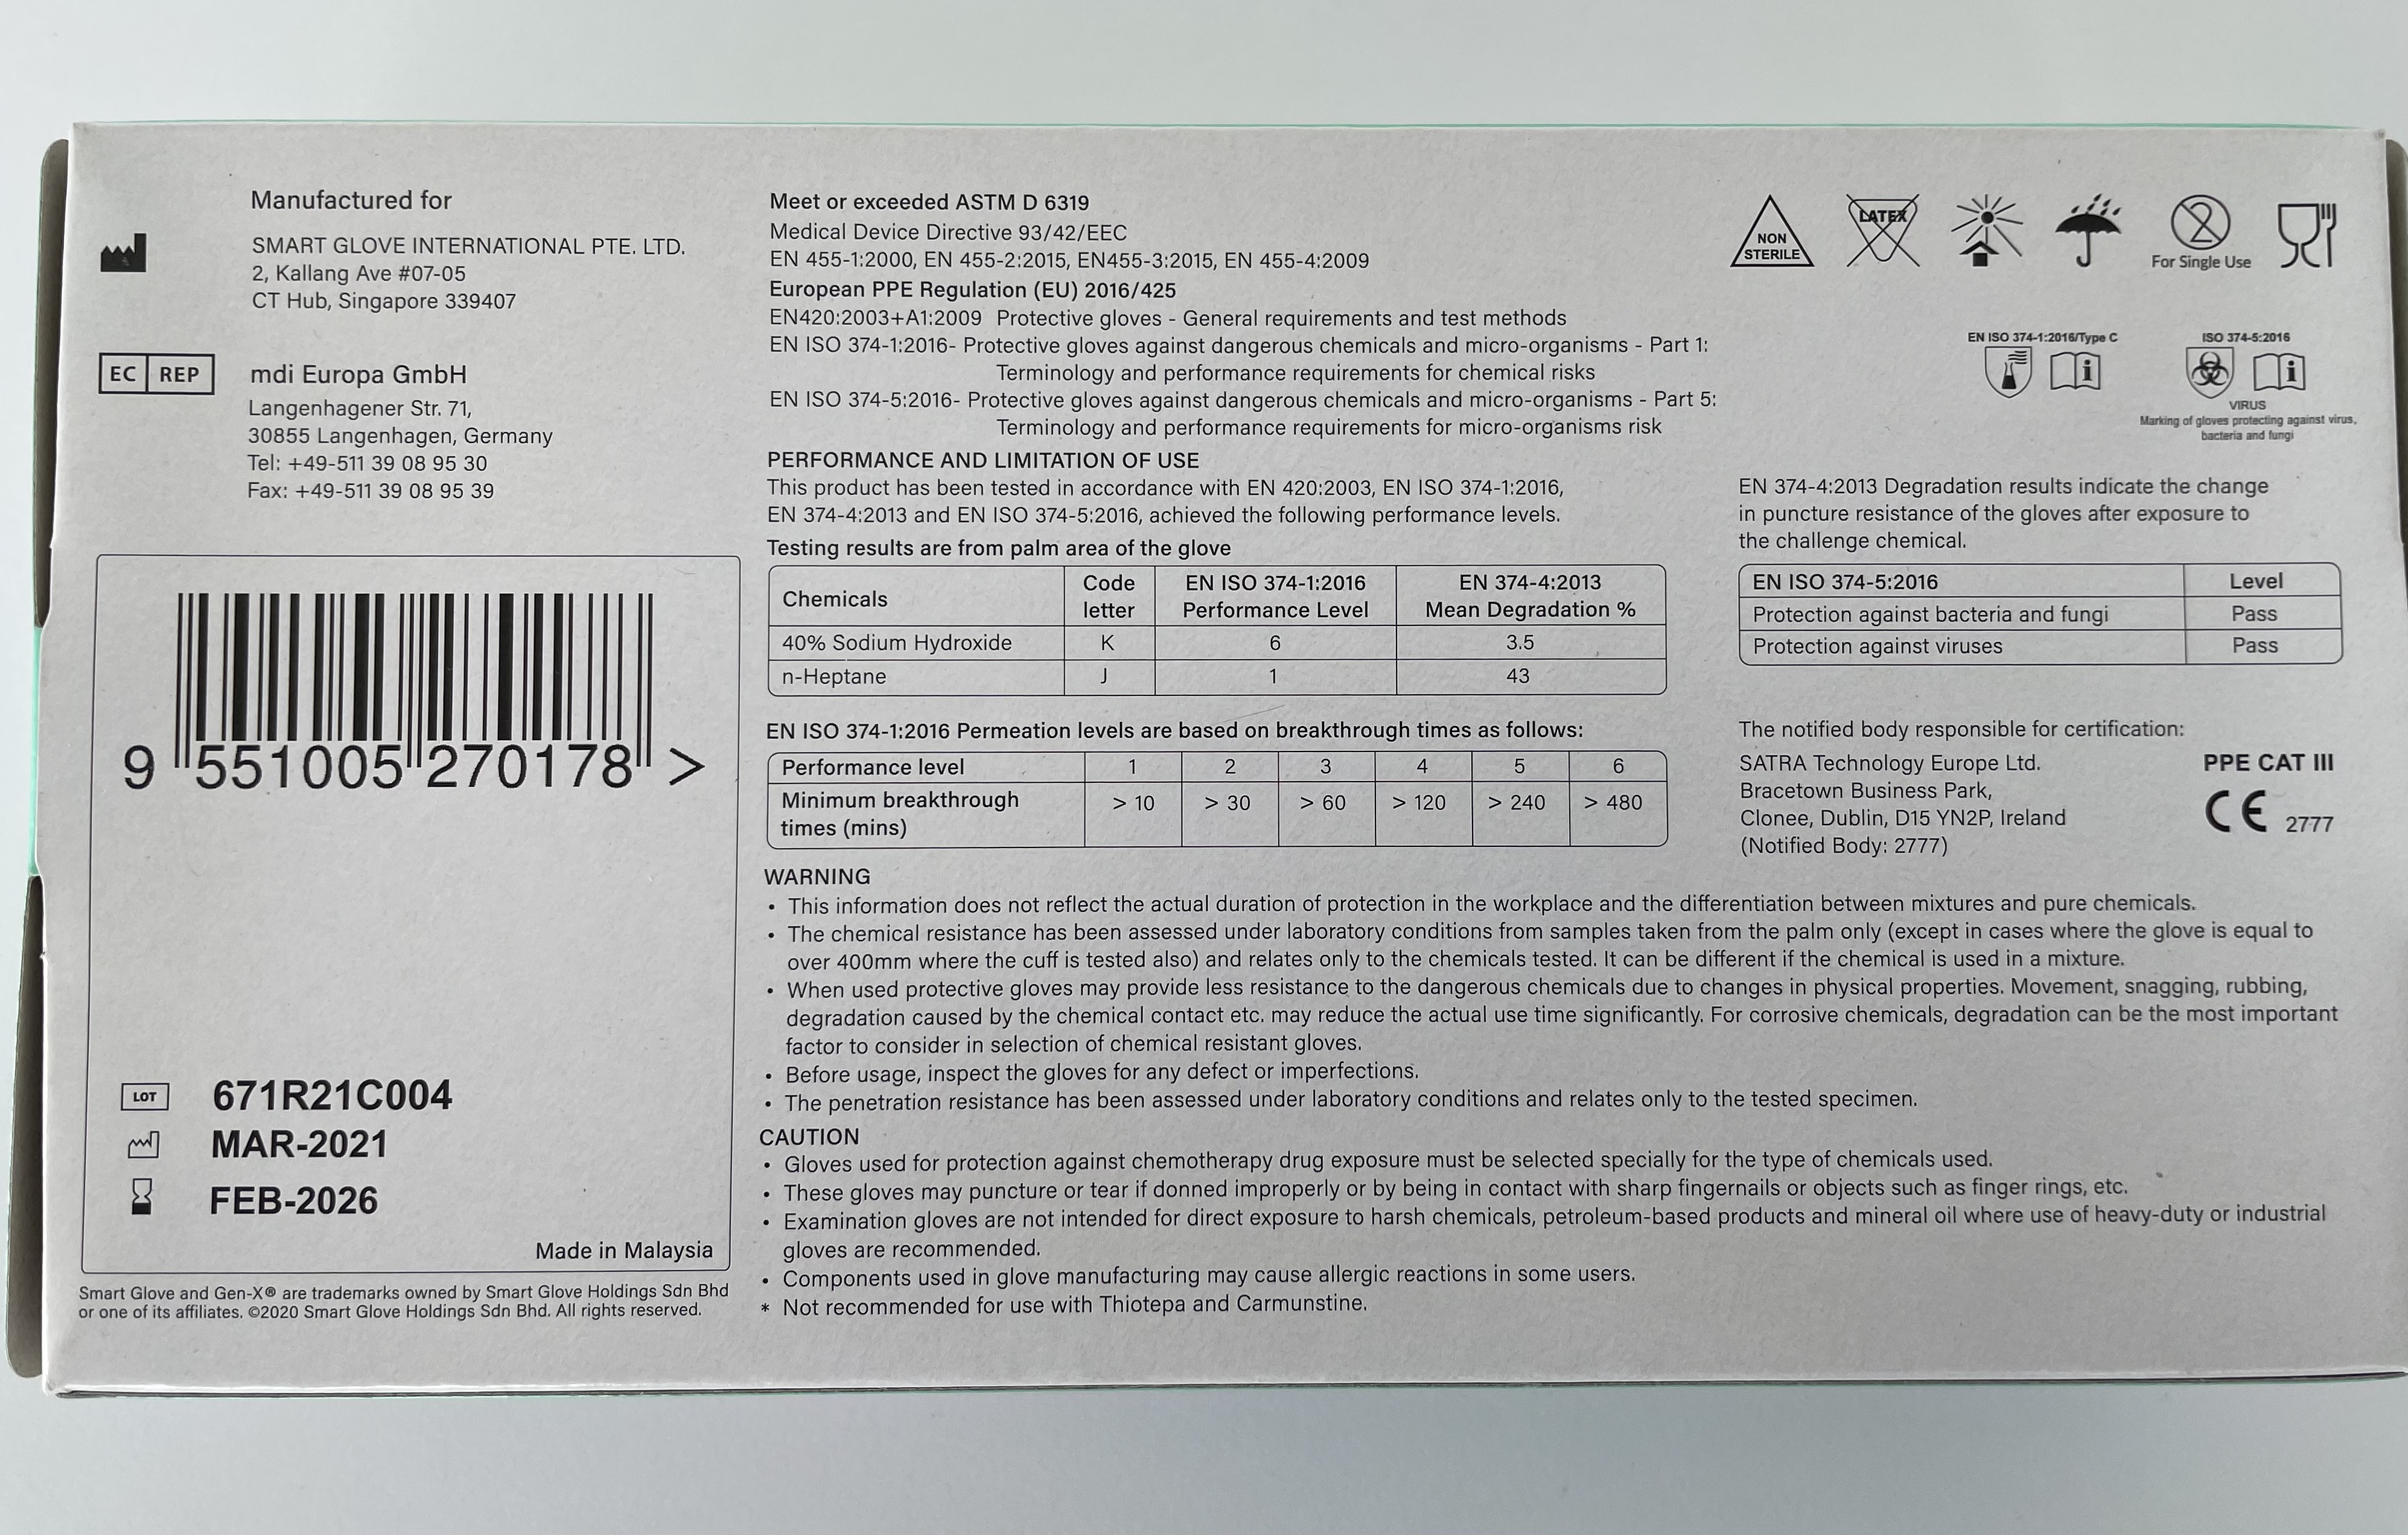 Manufactured for
SMART GLOVE INTERNATIONAL PTE. LTD.
2, Kallang Ave #07-05
CT Hub, Singapore 339407
EC REP
mdi Europa GmbH
Langenhagener Str. 71,
30855 Langenhagen, Germany
Tel: +49-511 39 08 95 30
Fax: +49-511 39 08 95 39
9 551005 270178 >
LOT 671R21C004
MAR-2021
FEB-2026
Made in Malaysia
Smart Glove and Gen-X® are trademarks owned by Smart Glove Holdings Sdn Bhd
or one of its affiliates. ©2020 Smart Glove Holdings Sdn Bhd. All rights reserved.
Meet or exceeded ASTM D 6319
Medical Device Directive 93/42/EEC
EN 455-1:2000, EN 455-2:2015, EN455-3:2015, EN 455-4:2009
European PPE Regulation (EU) 2016/425
EN420:2003+A1:2009 Protective gloves - General requirements and test methods
EN ISO 374-1:2016- Protective gloves against dangerous chemicals and micro-organisms - Part 1:
Terminology and performance requirements for chemical risks
EN ISO 374-5:2016- Protective gloves against dangerous chemicals and micro-organisms - Part 5:
Terminology and performance requirements for micro-organisms risk
PERFORMANCE AND LIMITATION OF USE
This product has been tested in accordance with EN 420:2003, EN ISO 374-1:2016,
EN 374-4:2013 and EN ISO 374-5:2016, achieved the following performance levels.
Testing results are from palm area of the glove
Chemicals Code letter EN ISO 374-1:2016 Performance Level EN 374-4:2013 Mean Degradation %
40% Sodium Hydroxide K 6 3.5
n-Heptane J 1 43
EN ISO 374-1:2016 Permeation levels are based on breakthrough times as follows:
Performance level 1 2 3 4 5 6
Minimum breakthrough times (mins) > 10 > 30 > 60 > 120 > 240 > 480
NON STERILE
LATEX
2
For Single Use
EN ISO 374-1:2016/Type C
i
ISO 374-5:2016
i
VIRUS
Marking of gloves protecting against virus,
bacteria and fungi
EN 374-4:2013 Degradation results indicate the change
in puncture resistance of the gloves after exposure to
the challenge chemical.
EN ISO 374-5:2016 Level
Protection against bacteria and fungi Pass
Protection against viruses Pass
The notified body responsible for certification:
SATRA Technology Europe Ltd.
Bracetown Business Park,
Clonee, Dublin, D15 YN2P, Ireland
(Notified Body: 2777)
PPE CAT III
CE 2777
WARNING
• This information does not reflect the actual duration of protection in the workplace and the differentiation between mixtures and pure chemicals.
• The chemical resistance has been assessed under laboratory conditions from samples taken from the palm only (except in cases where the glove is equal to
over 400mm where the cuff is tested also) and relates only to the chemicals tested. It can be different if the chemical is used in a mixture.
• When used protective gloves may provide less resistance to the dangerous chemicals due to changes in physical properties. Movement, snagging, rubbing,
degradation caused by the chemical contact etc. may reduce the actual use time significantly. For corrosive chemicals, degradation can be the most important
factor to consider in selection of chemical resistant gloves.
• Before usage, inspect the gloves for any defect or imperfections.
• The penetration resistance has been assessed under laboratory conditions and relates only to the tested specimen.
CAUTION
• Gloves used for protection against chemotherapy drug exposure must be selected specially for the type of chemicals used.
• These gloves may puncture or tear if donned improperly or by being in contact with sharp fingernails or objects such as finger rings, etc.
• Examination gloves are not intended for direct exposure to harsh chemicals, petroleum-based products and mineral oil where use of heavy-duty or industrial
gloves are recommended.
• Components used in glove manufacturing may cause allergic reactions in some users.
* Not recommended for use with Thiotepa and Carmunstine.